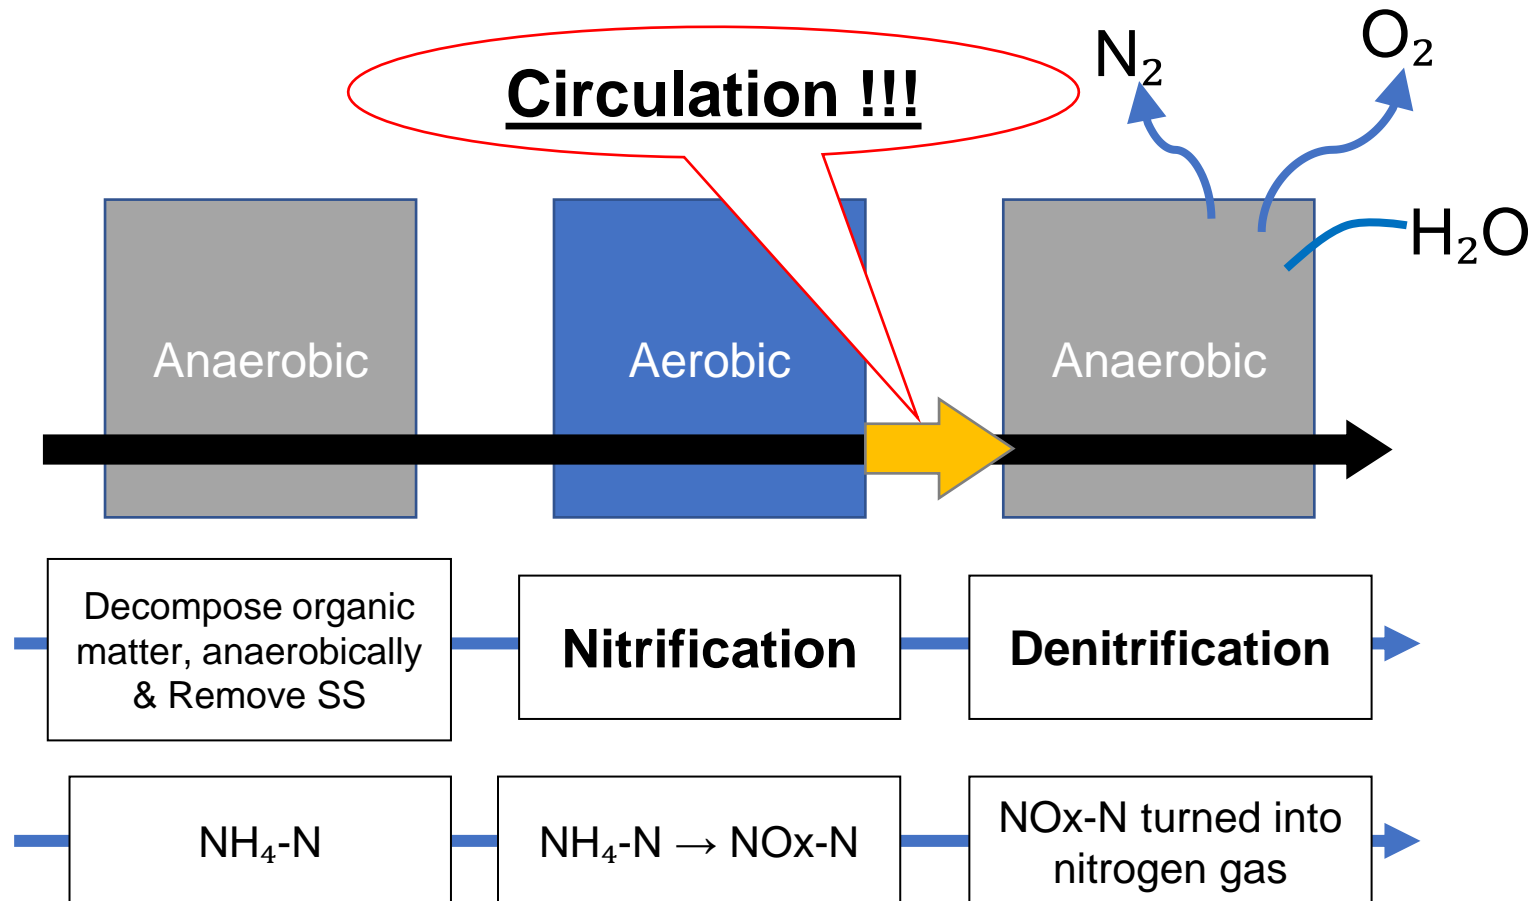 Circulation !!!
N₂
O₂
H₂O
Anaerobic
Aerobic
Anaerobic
Decompose organic
matter, anaerobically
& Remove SS
Nitrification
Denitrification
NH₄-N
NH₄-N → NOx-N
NOx-N turned into
nitrogen gas